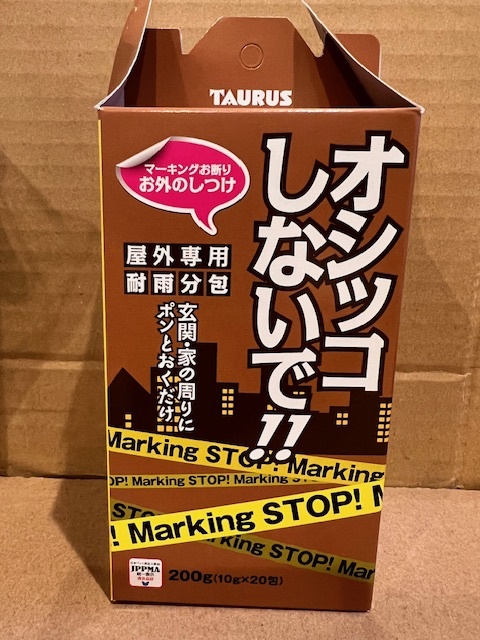 TAURUS
オシッコ
しないで!!
マーキングお断り
お外のしつけ
屋外専用
耐雨分包
玄関・家の周りに
ポンとおくだけ
Marking STOP! Marking
OP! Marking STOP! Marking STOP!
STO
! Marking STOP! M
Marking STOP! Mar
JPPMA
200g(10g×20包)